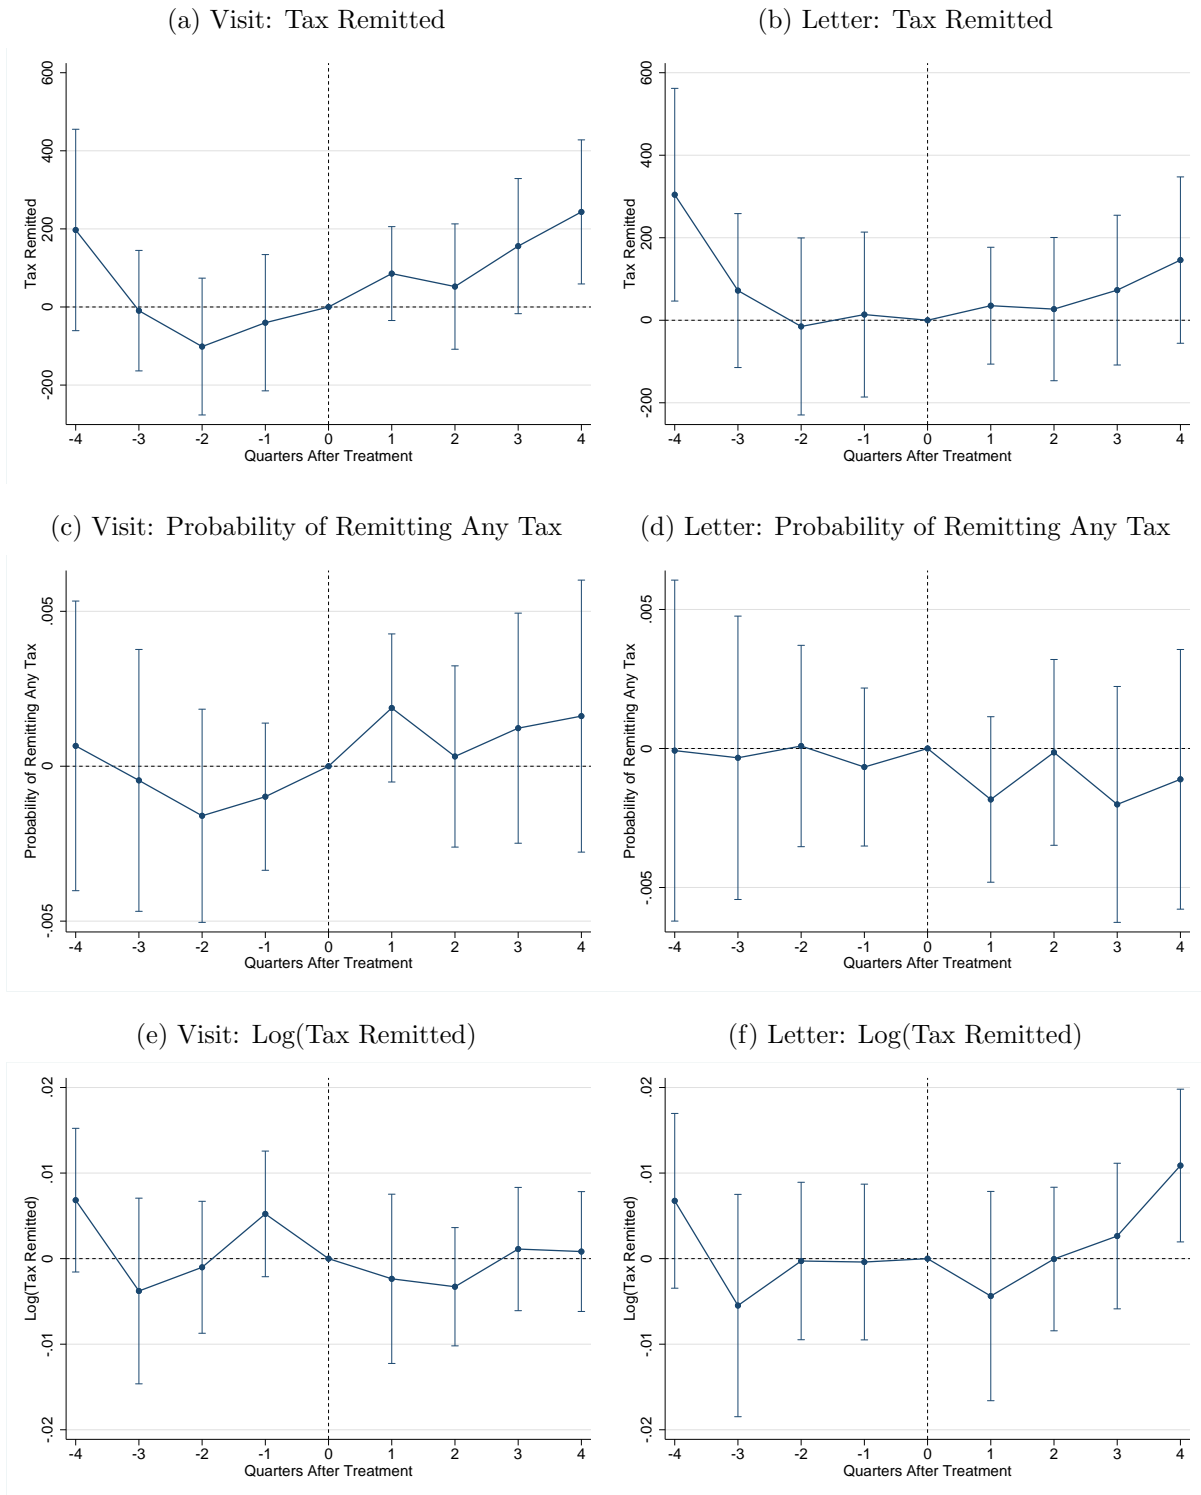 (a) Visit: Tax Remitted
Tax Remitted
600
400
200
0
-200
-4 -3 -2 -1 0 1 2 3 4
Quarters After Treatment
(b) Letter: Tax Remitted
Tax Remitted
600
400
200
0
-200
-4 -3 -2 -1 0 1 2 3 4
Quarters After Treatment
(c) Visit: Probability of Remitting Any Tax
Probability of Remitting Any Tax
.005
0
-.005
-4 -3 -2 -1 0 1 2 3 4
Quarters After Treatment
(d) Letter: Probability of Remitting Any Tax
Probability of Remitting Any Tax
.005
0
-.005
-4 -3 -2 -1 0 1 2 3 4
Quarters After Treatment
(e) Visit: Log(Tax Remitted)
Log(Tax Remitted)
.02
.01
0
-.01
-.02
-4 -3 -2 -1 0 1 2 3 4
Quarters After Treatment
(f) Letter: Log(Tax Remitted)
Log(Tax Remitted)
.02
.01
0
-.01
-.02
-4 -3 -2 -1 0 1 2 3 4
Quarters After Treatment